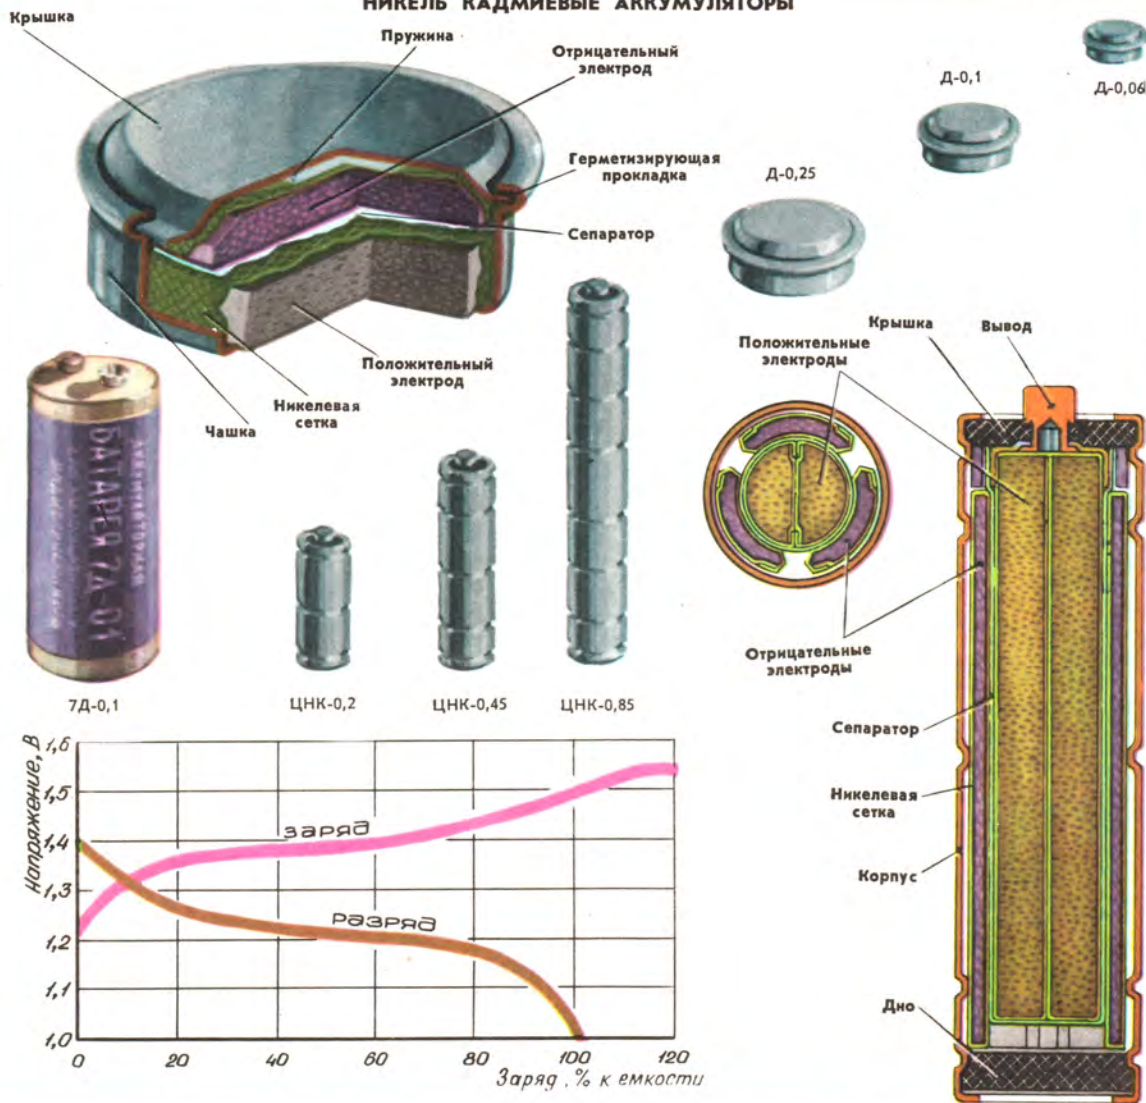 НИКЕЛЬ КАДМИЕВЫЕ АККУМУЛЯТОРЫ
Крышка
Пружина
Отрицательный
электрод
Герметизирующая
прокладка
Сепаратор
Положительный
электрод
Никелевая
сетка
Чашка
Д-0,06
Д-0,1
Д-0,25
БАТАРЕЯ 7Д-01
7Д-0,1
ЦНК-0,2
ЦНК-0,45
ЦНК-0,85
Положительные
электроды
Крышка
Вывод
Отрицательные
электроды
Сепаратор
Никелевая
сетка
Корпус
Дно
Напряжение, В
1,6
1,5
1,4
1,3
1,2
1,1
1,0
заряд
разряд
0 20 40 60 80 100 120
Заряд, % к емкости